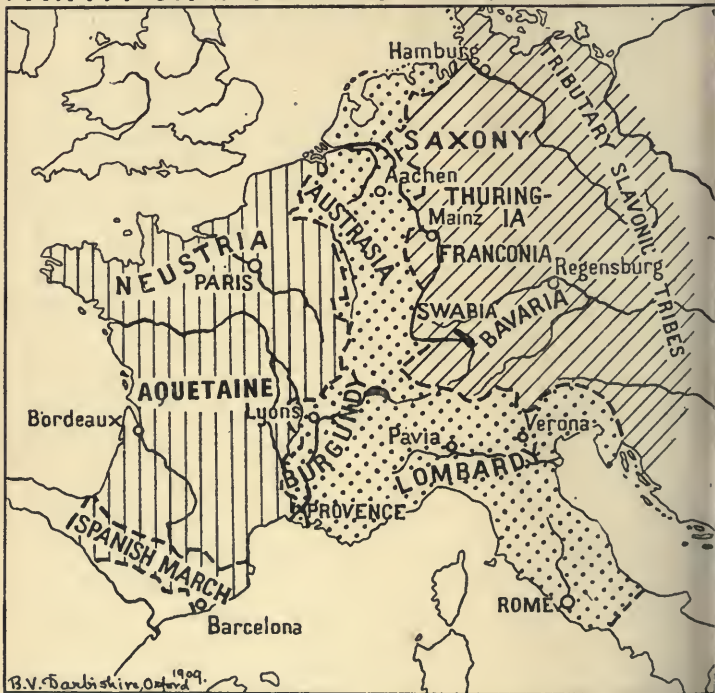 Hamburg
TRIBUTARY SLAVONIC TRIBES
SAXONY
Aachen
THURING-
IA
AUSTRASIA
Mainz
FRANCONIA
NEUSTRIA
PARIS
Regensburg
SWABIA
BAVARIA
AQUETAINE
Lyons
BURGUNDY
Bordeaux
Pavia
Verona
LOMBARDY
PROVENCE
SPANISH MARCH
ROME
Barcelona
B.V. Darbishire, Oxford 1909.